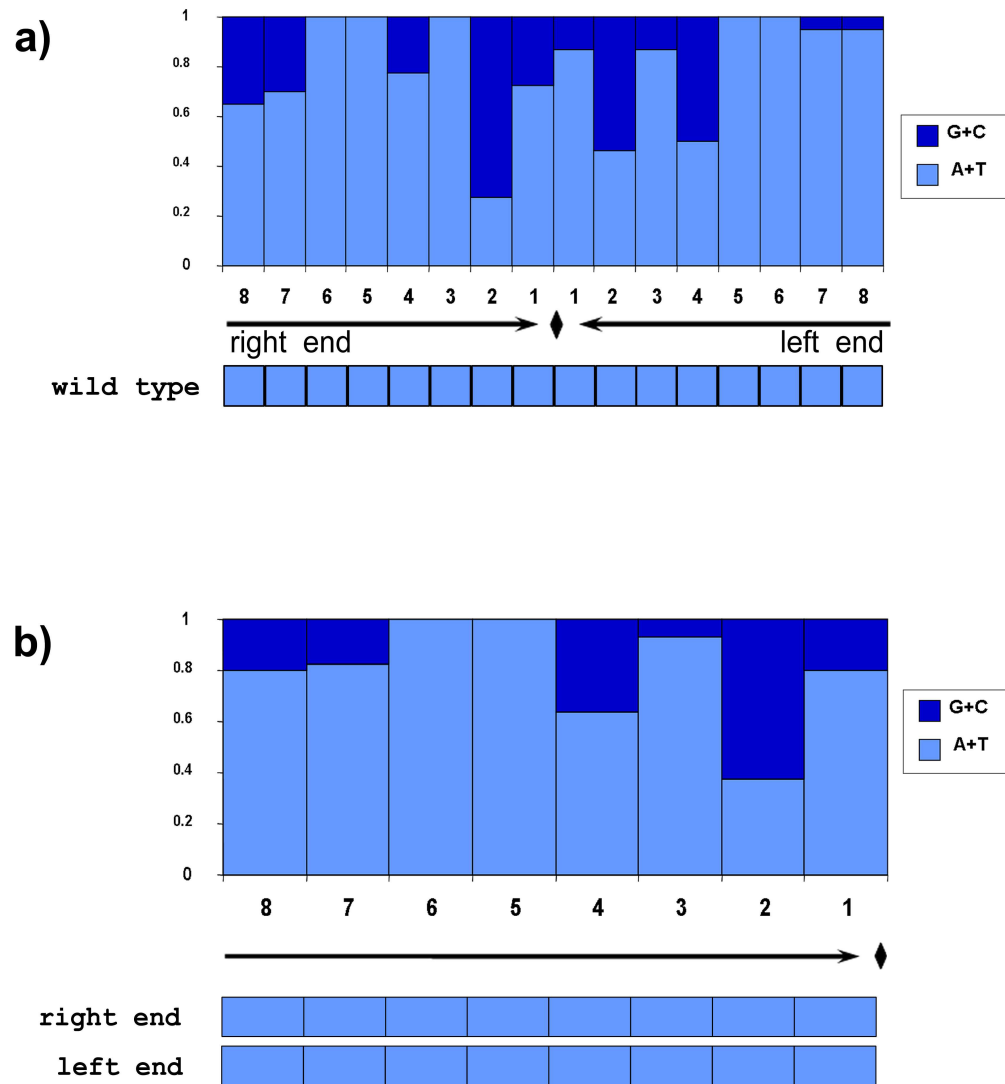 a)
1
0.8
0.6
0.4
0.2
0
G+C
A+T
8 7 6 5 4 3 2 1 1 2 3 4 5 6 7 8
right end left end
wild type
b)
1
0.8
0.6
0.4
0.2
0
G+C
A+T
8 7 6 5 4 3 2 1
right end
left end